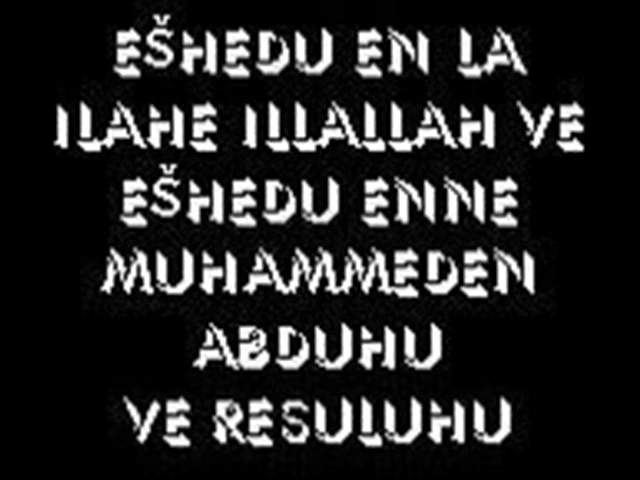 EŠHEDU EN LA
ILAHE ILLALLAH VE
EŠHEDU ENNE
MUHAMMEDEN
ABDUHU
VE RESULUHU